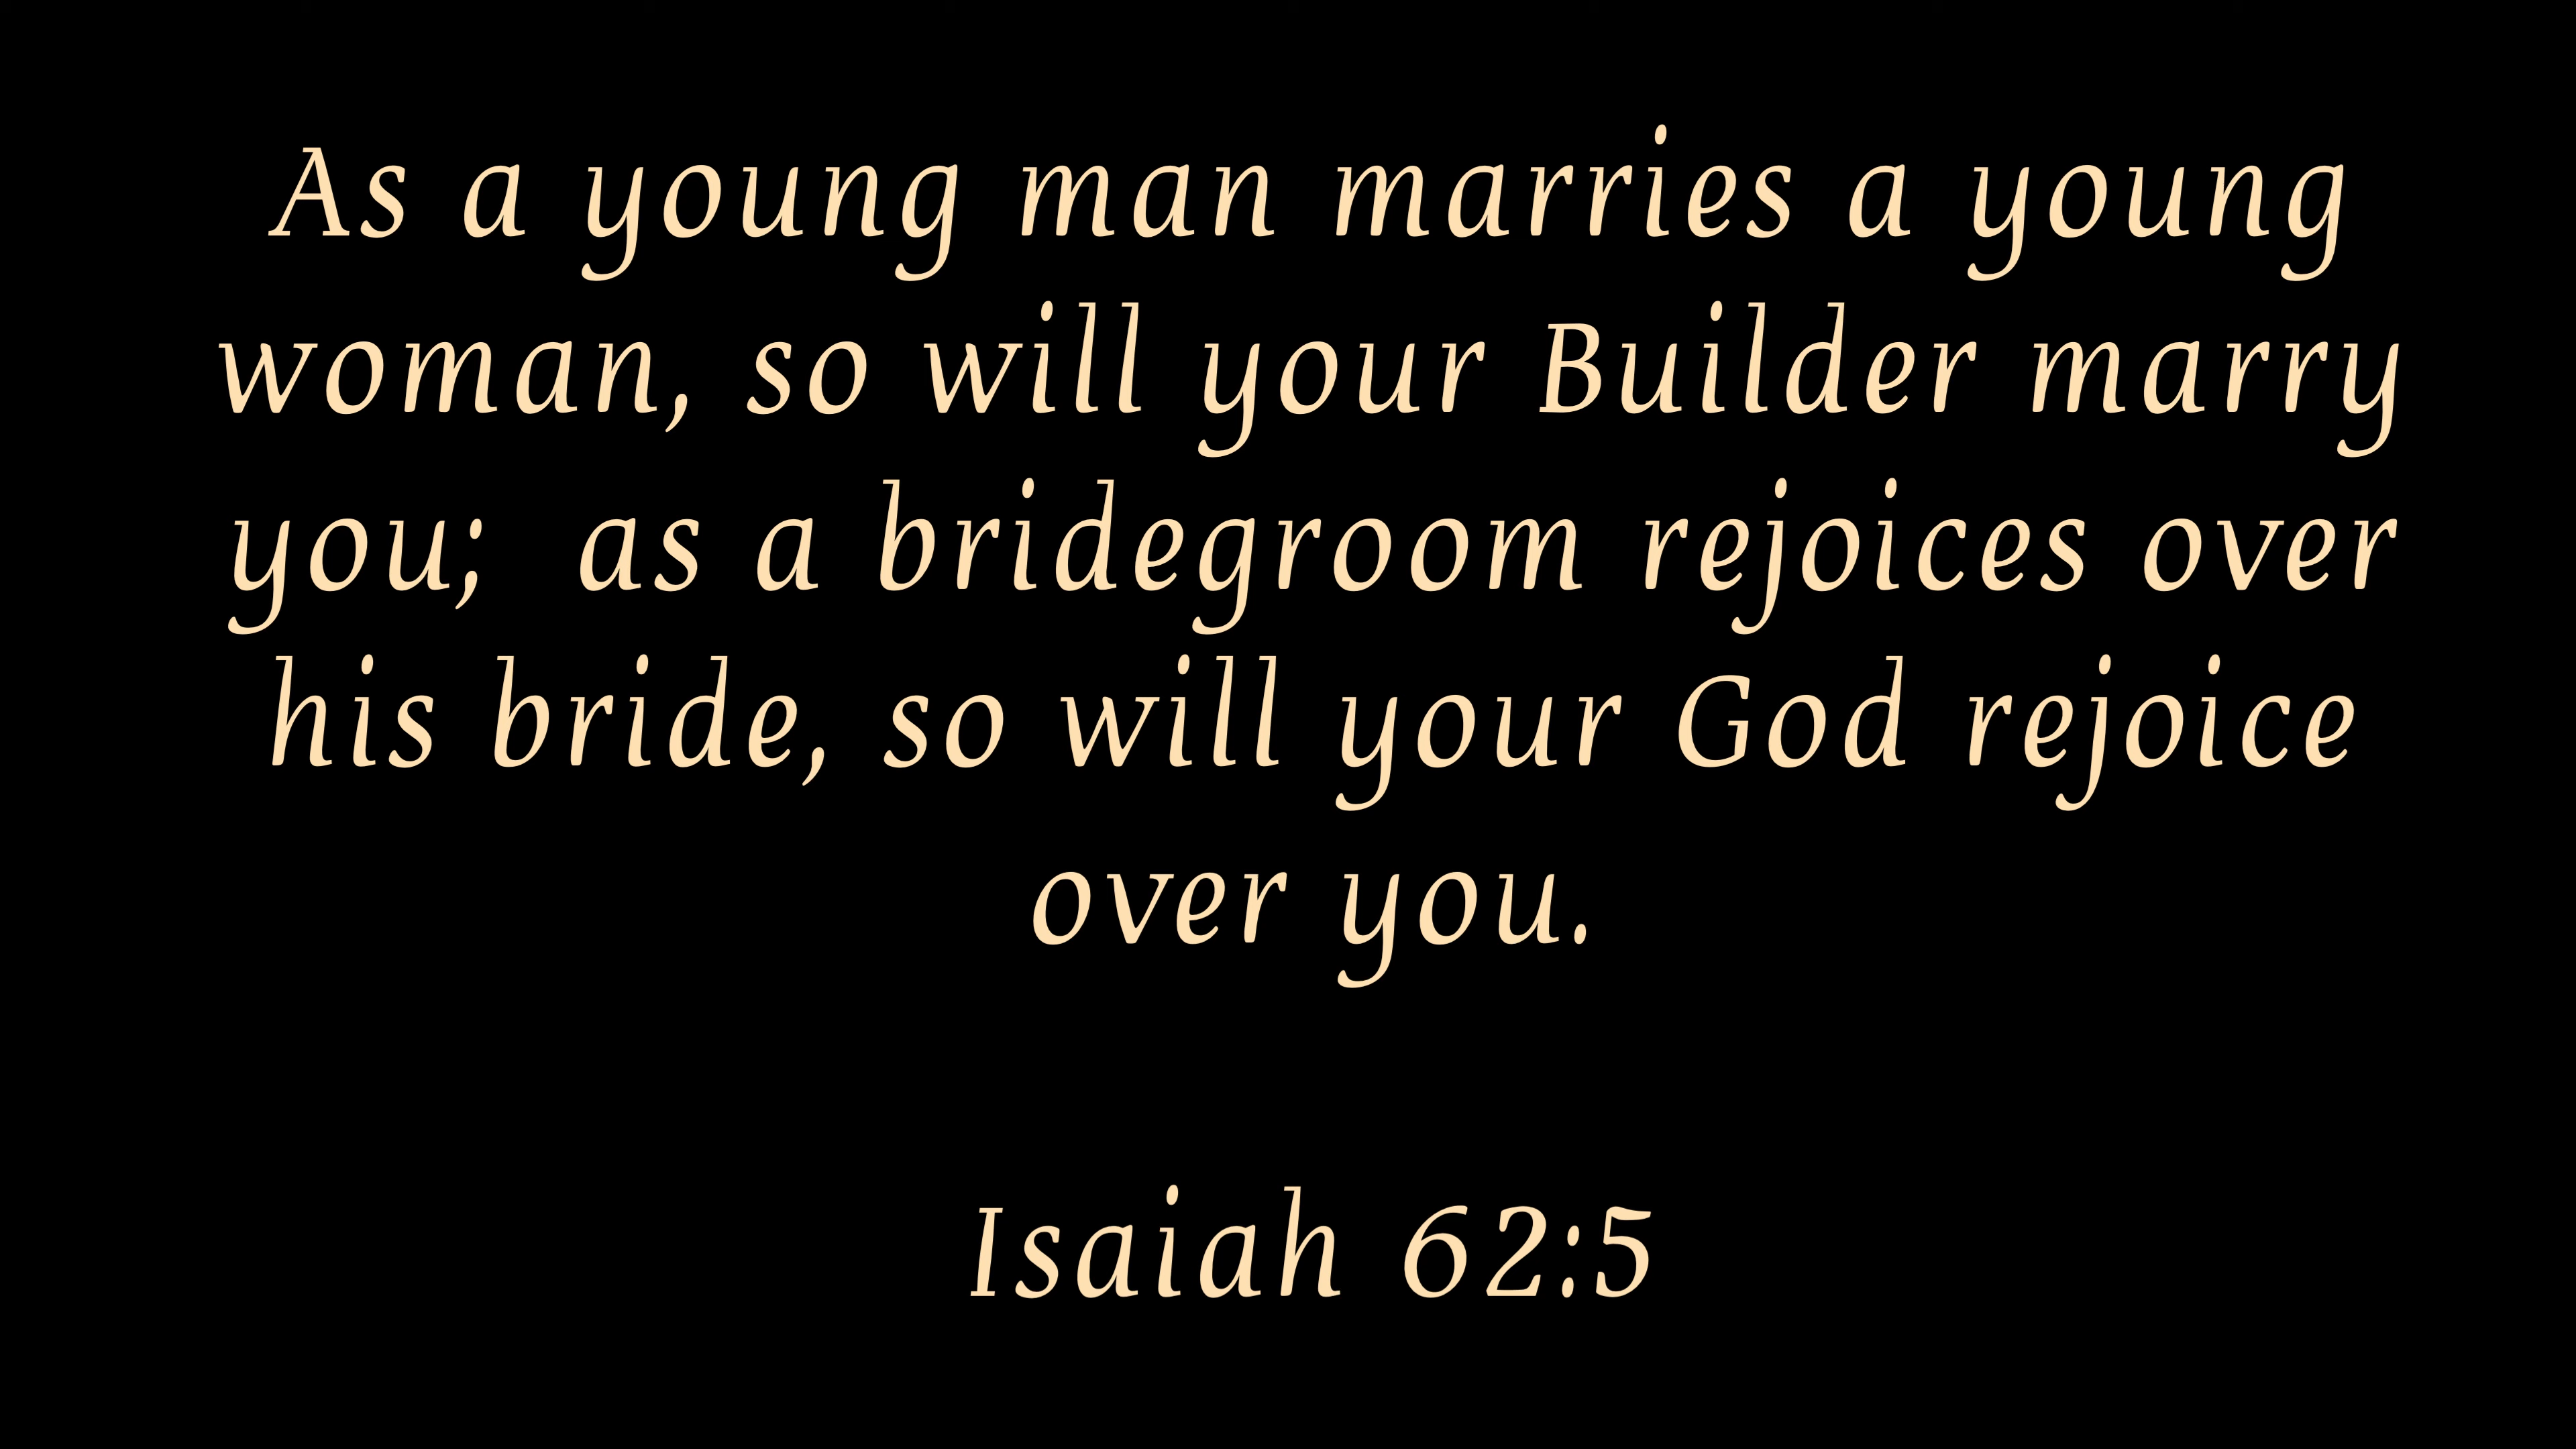 As a young man marries a young
woman, so will your Builder marry
you;  as a bridegroom rejoices over
his bride, so will your God rejoice
over you.
Isaiah 62:5